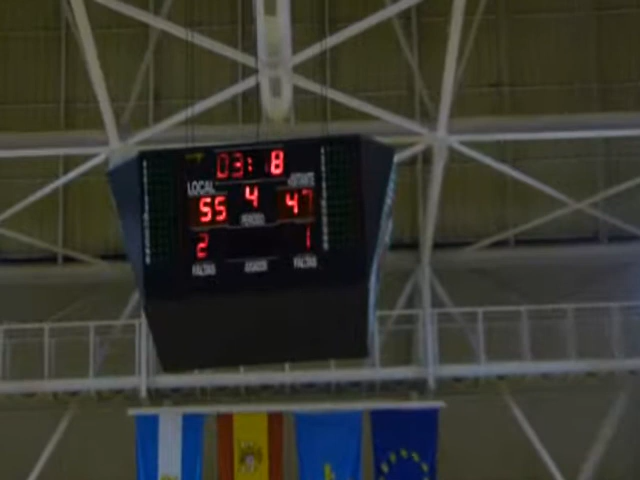 03: 8
LOCAL VISITANTE
55 4 47
PERIODO
2 1
FALTAS FALTAS